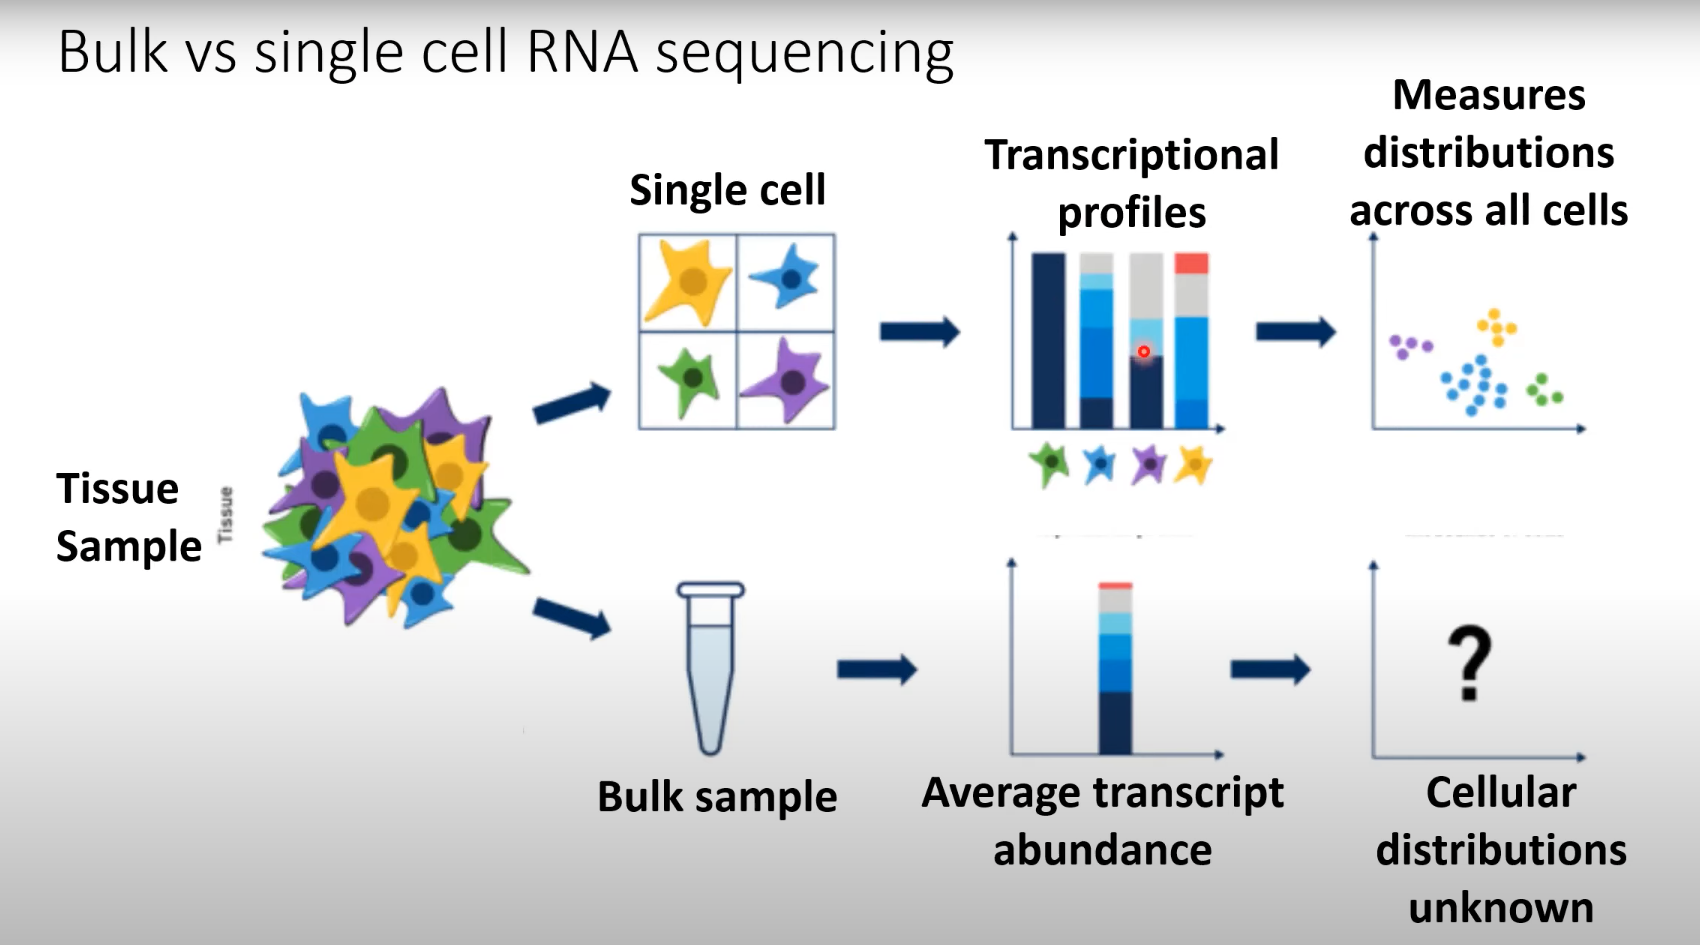 Bulk vs single cell RNA sequencing
Tissue
Sample
Tissue
Single cell
Transcriptional
profiles
Measures
distributions
across all cells
Bulk sample
Average transcript
abundance
?
Cellular
distributions
unknown